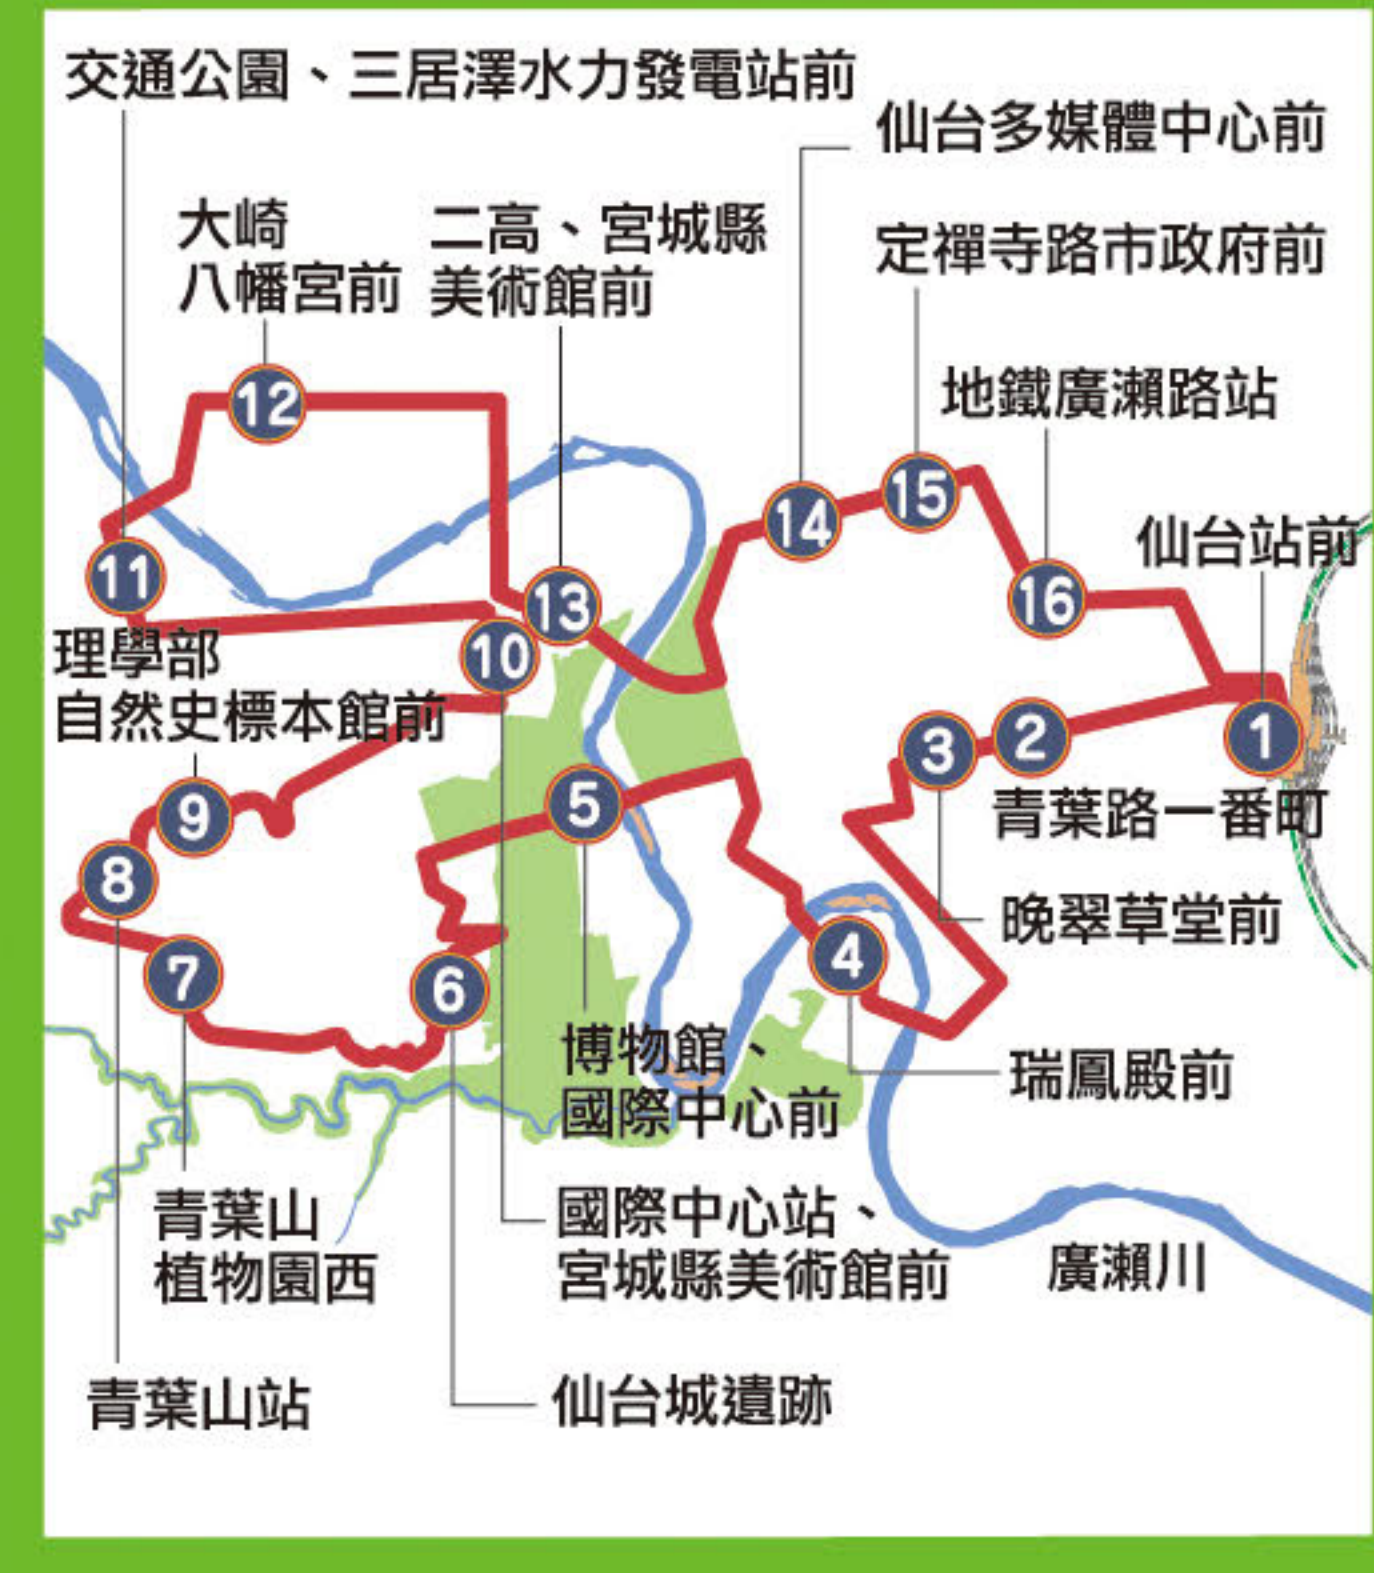 交通公園、三居澤水力發電站前
仙台多媒體中心前
大崎
八幡宮前
二高、宮城縣
美術館前
定禪寺路市政府前
地鐵廣瀨路站
仙台站前
12
15
14
11
16
13
理學部
自然史標本館前
10
3
2
1
青葉路一番町
9
5
8
晚翠草堂前
7
6
4
博物館、
國際中心前
瑞鳳殿前
青葉山
植物園西
國際中心站、
宮城縣美術館前
廣瀨川
青葉山站
仙台城遺跡